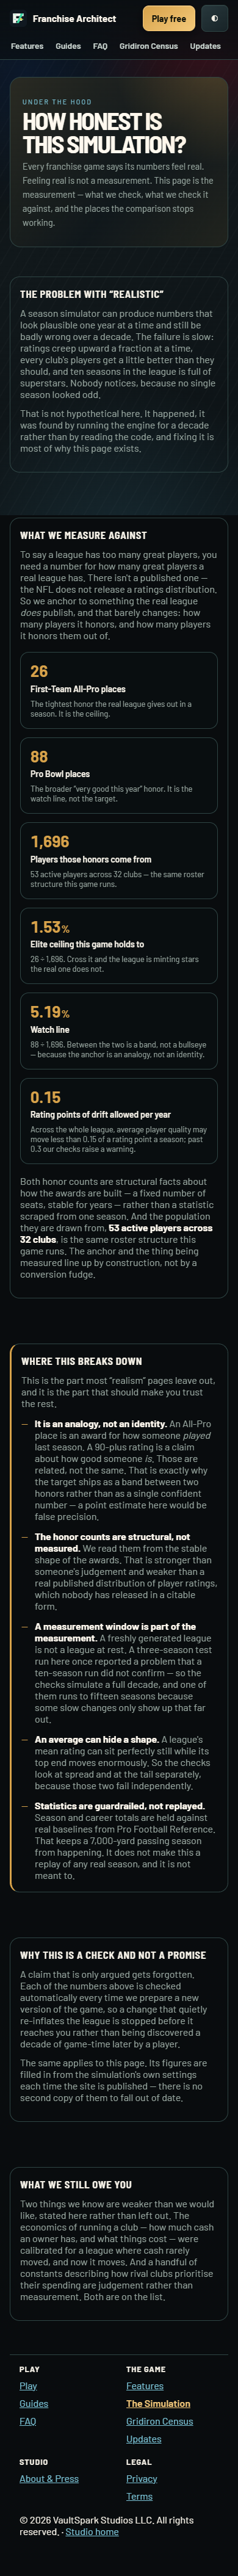 Franchise Architect
Play free
Features Guides FAQ Gridiron Census Updates
UNDER THE HOOD
HOW HONEST IS
THIS SIMULATION?
Every franchise game says its numbers feel real.
Feeling real is not a measurement. This page is the
measurement — what we check, what we check it
against, and the places the comparison stops
working.
THE PROBLEM WITH “REALISTIC”
A season simulator can produce numbers that
look plausible one year at a time and still be
badly wrong over a decade. The failure is slow:
ratings creep upward a fraction at a time,
every club's players get a little better than they
should, and ten seasons in the league is full of
superstars. Nobody notices, because no single
season looked odd.
That is not hypothetical here. It happened, it
was found by running the engine for a decade
rather than by reading the code, and fixing it is
most of why this page exists.
WHAT WE MEASURE AGAINST
To say a league has too many great players, you
need a number for how many great players a
real league has. There isn't a published one —
the NFL does not release a ratings distribution.
So we anchor to something the real league
does publish, and that barely changes: how
many players it honors, and how many players
it honors them out of.
26
First-Team All-Pro places
The tightest honor the real league gives out in a
season. It is the ceiling.
88
Pro Bowl places
The broader “very good this year” honor. It is the
watch line, not the target.
1,696
Players those honors come from
53 active players across 32 clubs — the same roster
structure this game runs.
1.53%
Elite ceiling this game holds to
26 ÷ 1,696. Cross it and the league is minting stars
the real one does not.
5.19%
Watch line
88 ÷ 1,696. Between the two is a band, not a bullseye
— because the anchor is an analogy, not an identity.
0.15
Rating points of drift allowed per year
Across the whole league, average player quality may
move less than 0.15 of a rating point a season; past
0.3 our checks raise a warning.
Both honor counts are structural facts about
how the awards are built — a fixed number of
seats, stable for years — rather than a statistic
scraped from one season. And the population
they are drawn from, 53 active players across
32 clubs, is the same roster structure this
game runs. The anchor and the thing being
measured line up by construction, not by a
conversion fudge.
WHERE THIS BREAKS DOWN
This is the part most “realism” pages leave out,
and it is the part that should make you trust
the rest.
— It is an analogy, not an identity. An All-Pro
place is an award for how someone played
last season. A 90-plus rating is a claim
about how good someone is. Those are
related, not the same. That is exactly why
the target ships as a band between two
honors rather than as a single confident
number — a point estimate here would be
false precision.
— The honor counts are structural, not
measured. We read them from the stable
shape of the awards. That is stronger than
someone's judgement and weaker than a
real published distribution of player ratings,
which nobody has released in a citable
form.
— A measurement window is part of the
measurement. A freshly generated league
is not a league at rest. A three-season test
run here once reported a problem that a
ten-season run did not confirm — so the
checks simulate a full decade, and one of
them runs to fifteen seasons because
some slow changes only show up that far
out.
— An average can hide a shape. A league's
mean rating can sit perfectly still while its
top end moves enormously. So the checks
look at spread and at the tail separately,
because those two fail independently.
— Statistics are guardrailed, not replayed.
Season and career totals are held against
real baselines from Pro Football Reference.
That keeps a 7,000-yard passing season
from happening. It does not make this a
replay of any real season, and it is not
meant to.
WHY THIS IS A CHECK AND NOT A PROMISE
A claim that is only argued gets forgotten.
Each of the numbers above is checked
automatically every time we prepare a new
version of the game, so a change that quietly
re-inflates the league is stopped before it
reaches you rather than being discovered a
decade of game-time later by a player.
The same applies to this page. Its figures are
filled in from the simulation's own settings
each time the site is published — there is no
second copy of them to fall out of date.
WHAT WE STILL OWE YOU
Two things we know are weaker than we would
like, stated here rather than left out. The
economics of running a club — how much cash
an owner has, and what things cost — were
calibrated for a league where cash barely
moved, and now it moves. And a handful of
constants describing how rival franchises pick
their spending are judgement rather than
measurement. Both are on the list.
PLAY
Play
Guides
FAQ
THE GAME
Features
The Simulation
Gridiron Census
Updates
STUDIO
About & Press
LEGAL
Privacy
Terms
© 2026 VaultSpark Studios LLC. All rights
reserved. · Studio home